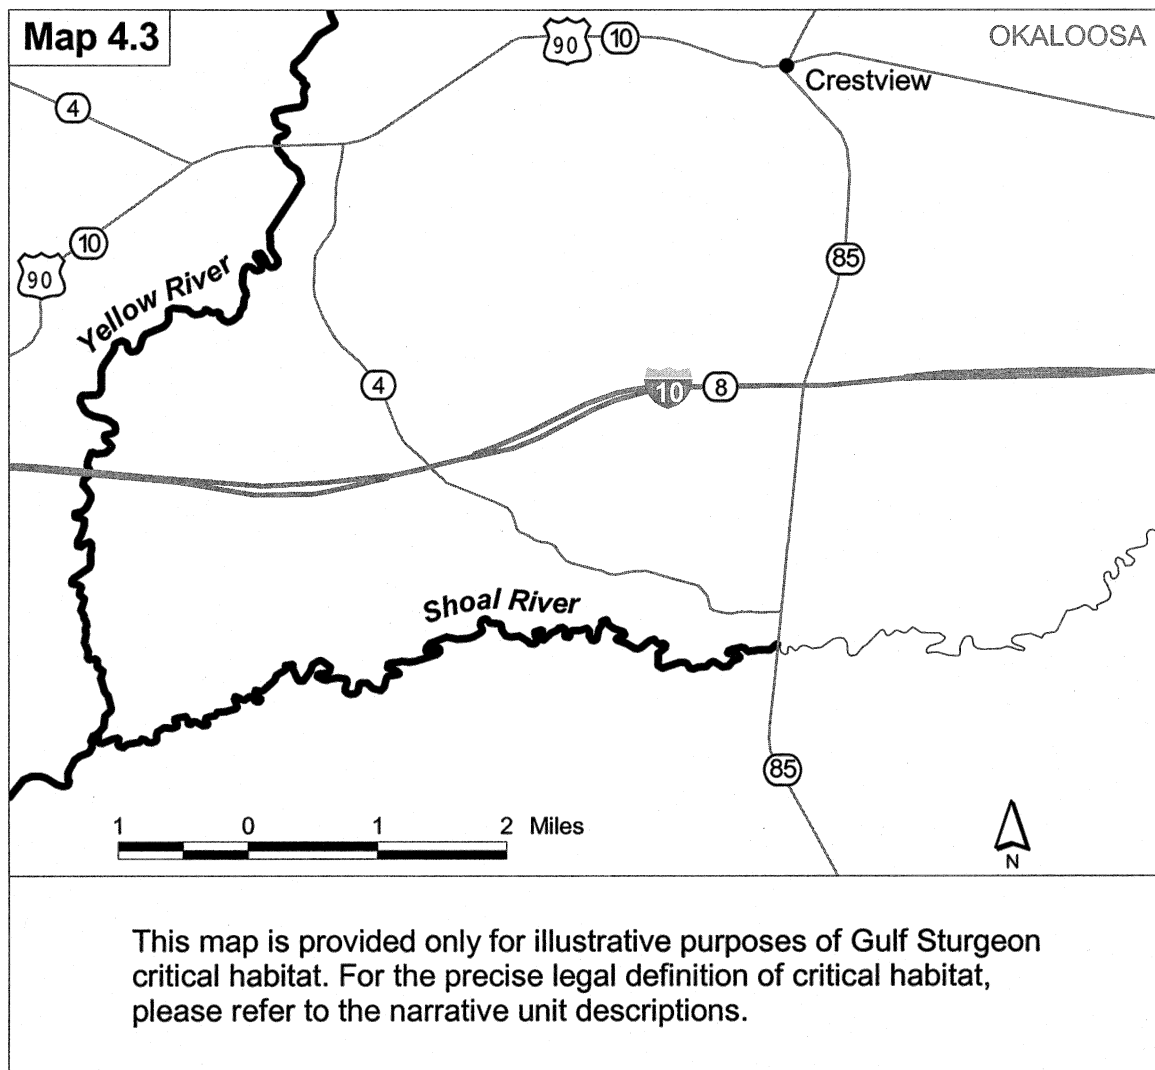 Map 4.3
OKALOOSA
90
10
Crestview
4
10
90
85
Yellow River
4
10
8
Shoal River
85
1 0 1 2 Miles
N
This map is provided only for illustrative purposes of Gulf Sturgeon
critical habitat. For the precise legal definition of critical habitat,
please refer to the narrative unit descriptions.